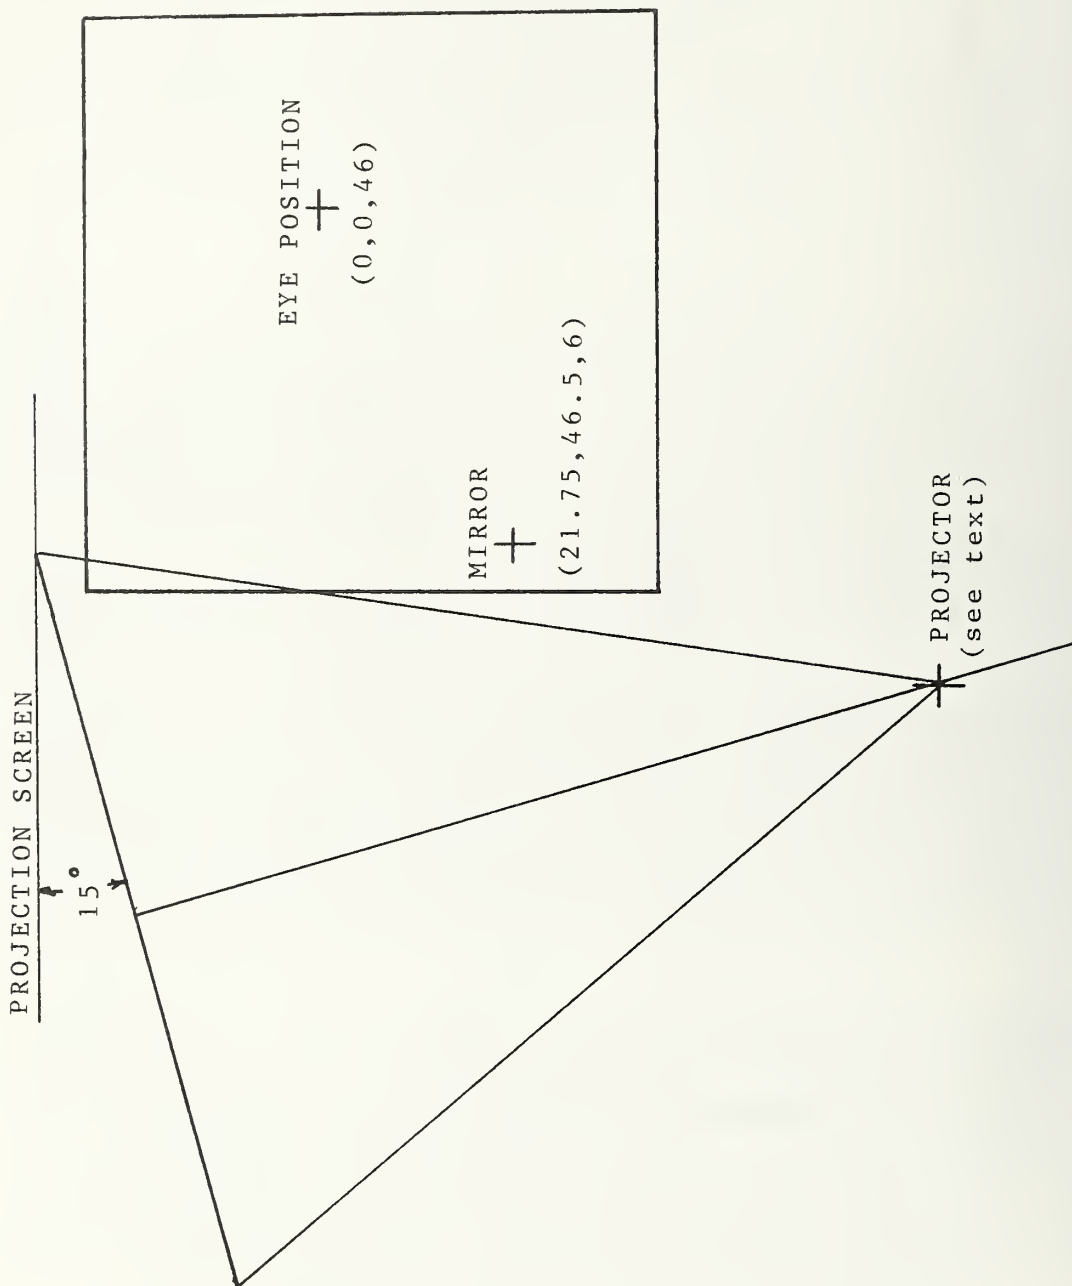 PROJECTION SCREEN
15°
EYE POSITION
(0,0,46)
MIRROR
(21.75,46.5,6)
PROJECTOR
(see text)